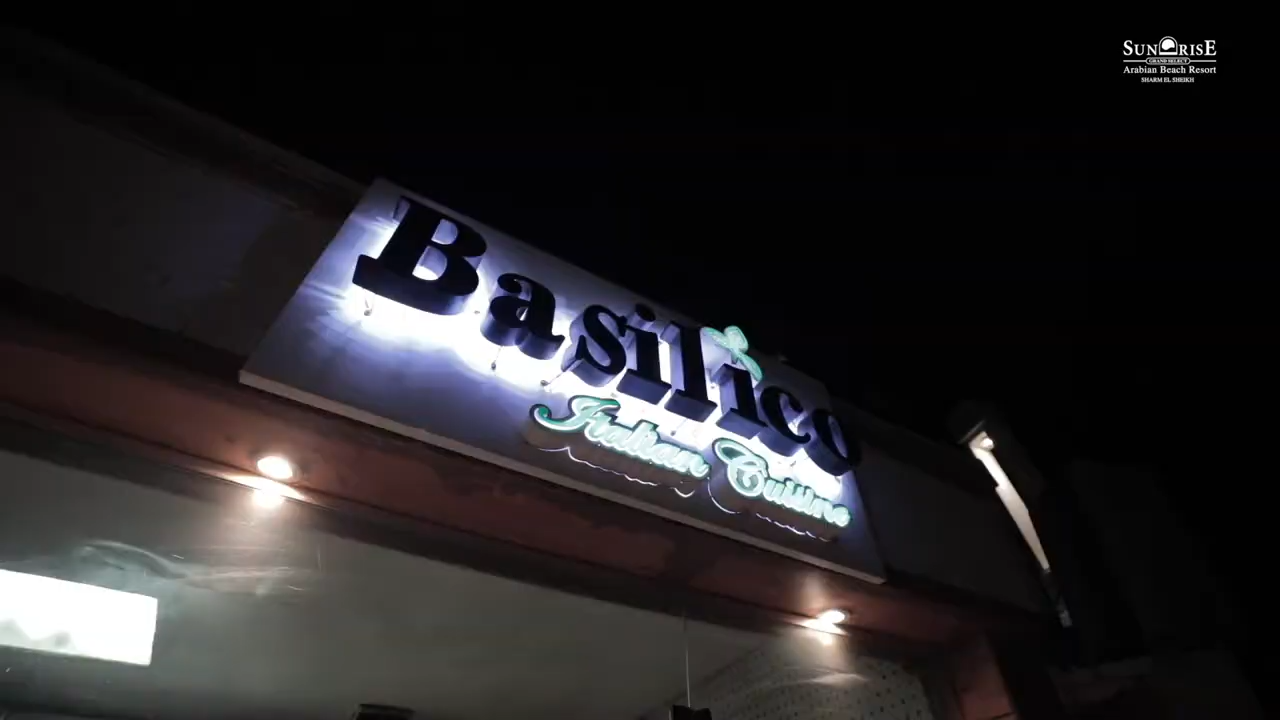 SUNRISE
GRAND SELECT
Arabian Beach Resort
SHARM EL SHEIKH
Basilico
Italian Cuisine